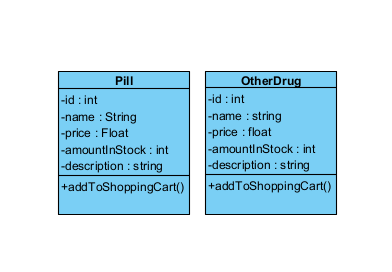 Pill
-id : int
-name : String
-price : Float
-amountInStock : int
-description : string
+addToShoppingCart()
OtherDrug
-id : int
-name : string
-price : float
-amountInStock : int
-description : string
+addToShoppingCart()